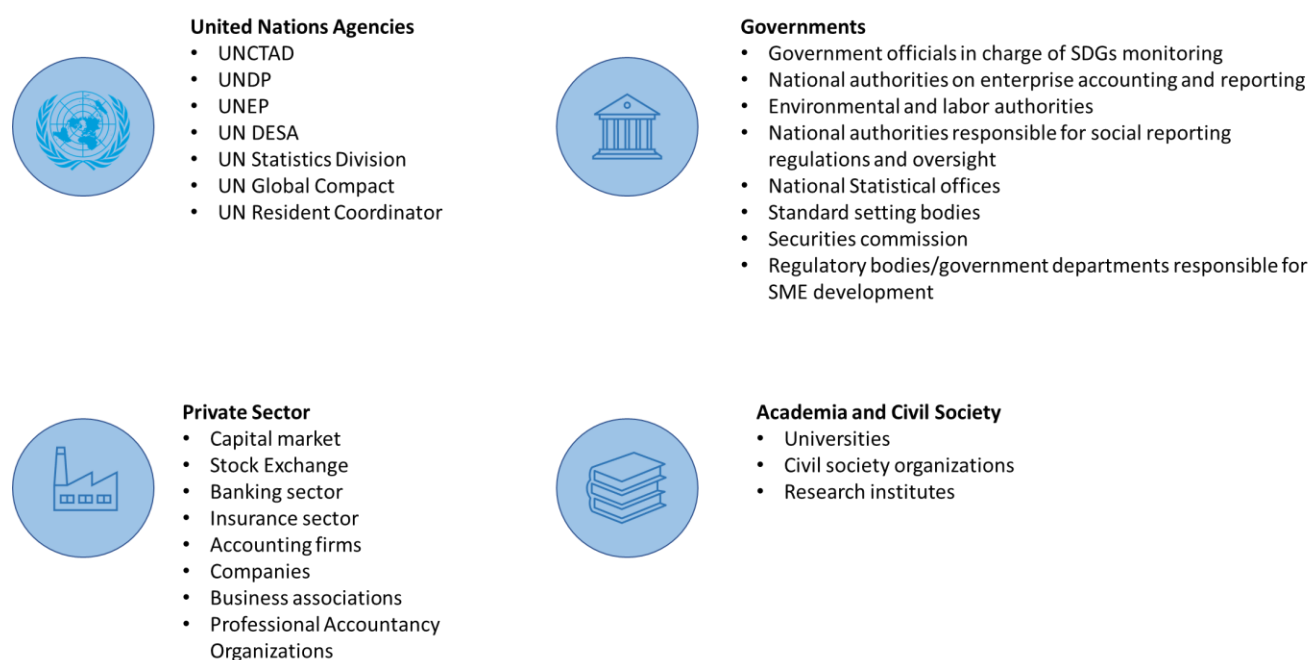 United Nations Agencies
• UNCTAD
• UNDP
• UNEP
• UN DESA
• UN Statistics Division
• UN Global Compact
• UN Resident Coordinator
Governments
• Government officials in charge of SDGs monitoring
• National authorities on enterprise accounting and reporting
• Environmental and labor authorities
• National authorities responsible for social reporting
regulations and oversight
• National Statistical offices
• Standard setting bodies
• Securities commission
• Regulatory bodies/government departments responsible for
SME development
Private Sector
• Capital market
• Stock Exchange
• Banking sector
• Insurance sector
• Accounting firms
• Companies
• Business associations
• Professional Accountancy
Organizations
Academia and Civil Society
• Universities
• Civil society organizations
• Research institutes